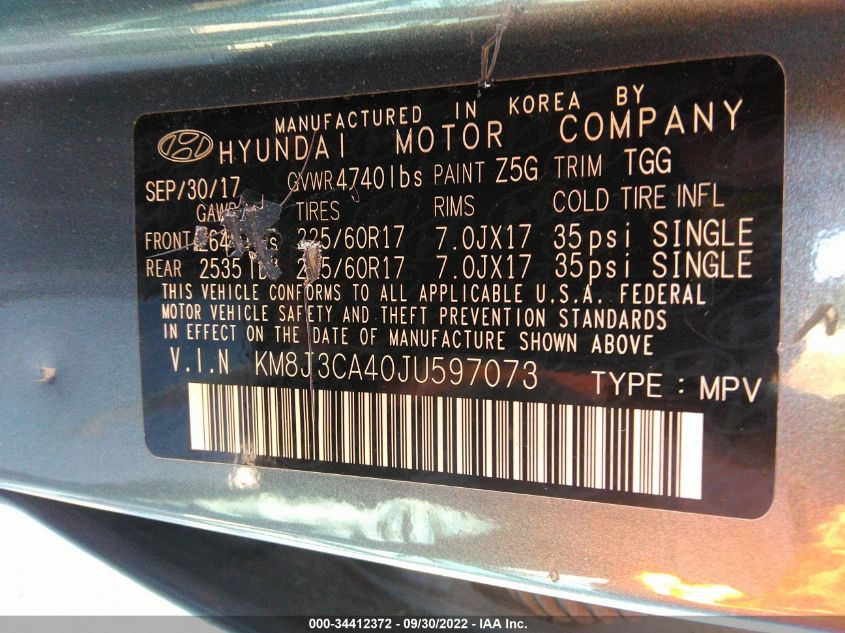 MANUFACTURED IN KOREA BY
HYUNDAI MOTOR COMPANY
SEP/30/17 GVWR 4740lbs PAINT Z5G TRIM TGG
TIRES RIMS COLD TIRE INFL
FRONT 225/60R17 7.0JX17 35psi SINGLE
REAR 2535 7.0JX17 35psi SINGLE
THIS VEHICLE CONFORMS TO ALL APPLICABLE U.S.A. FEDERAL
MOTOR VEHICLE SAFETY AND THEFT PREVENTION STANDARDS
IN EFFECT ON THE DATE OF MANUFACTURE SHOWN ABOVE
V.I.N KM8J3CA40JU597073 TYPE : MPV
000-34412372 - 09/30/2022 - IAA Inc.